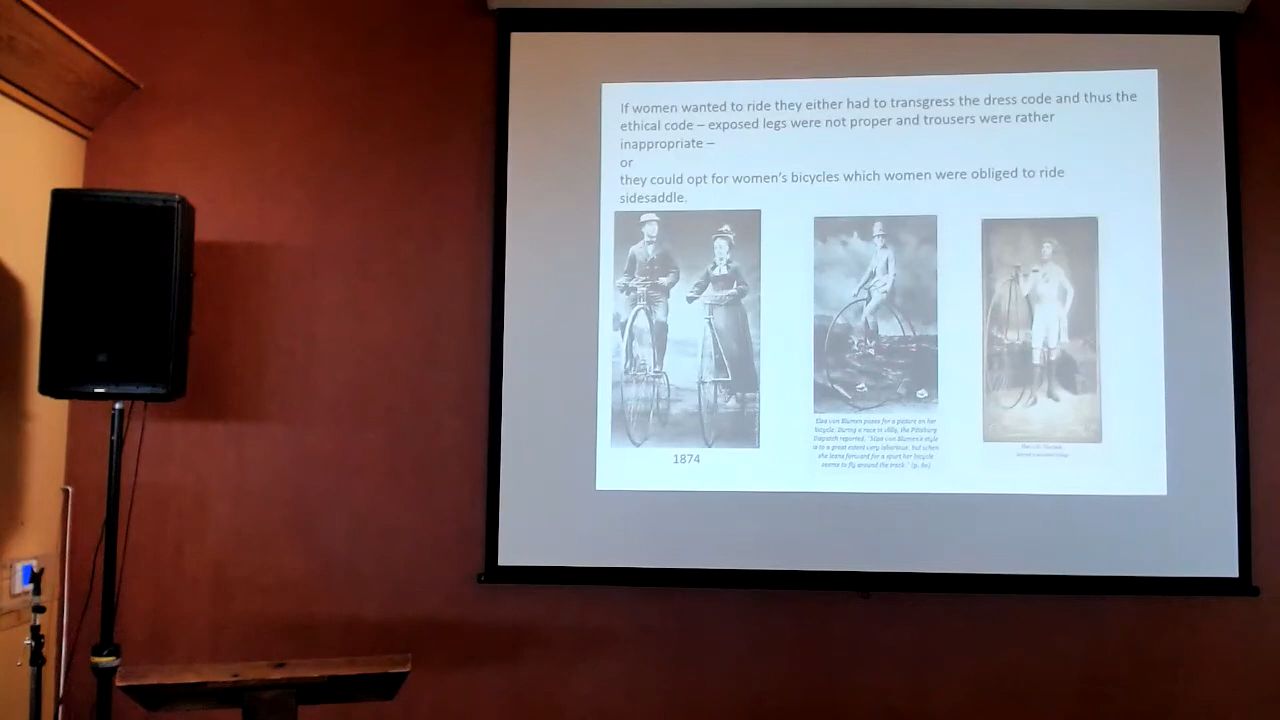 If women wanted to ride they either had to transgress the dress code and thus the
ethical code – exposed legs were not proper and trousers were rather
inappropriate –
or
they could opt for women's bicycles which women were obliged to ride
sidesaddle.
1874
Elsa von Blumen poses for a picture on her
bicycle. During a race in the Pittsburg
Dispatch reported, "Miss von Blumen's style
is to a great extent very laborious, but when
she leans forward for a spurt her bicycle
seems to fly around the track." (p. )